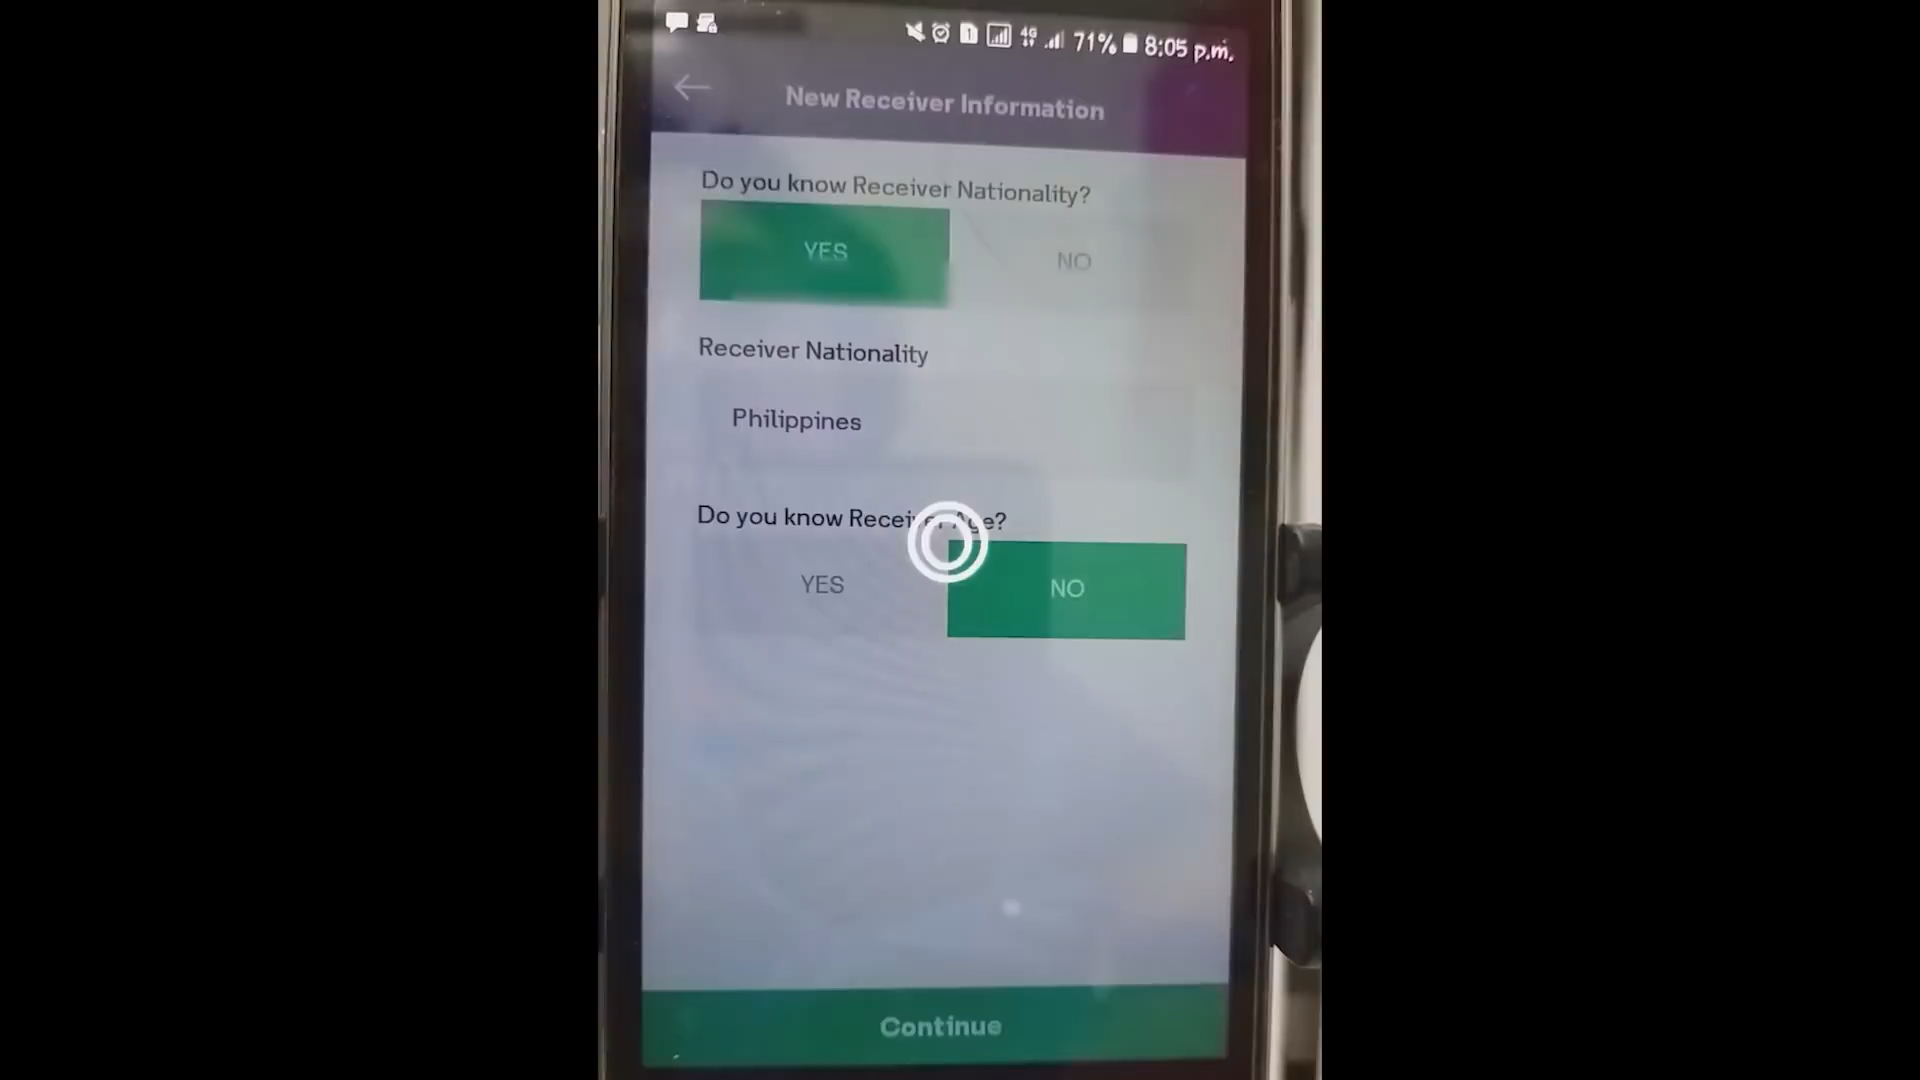 4G 71% 8:05 p.m.
New Receiver Information
Do you know Receiver Nationality?
YES NO
Receiver Nationality
Philippines
Do you know Receiver Age?
YES NO
Continue